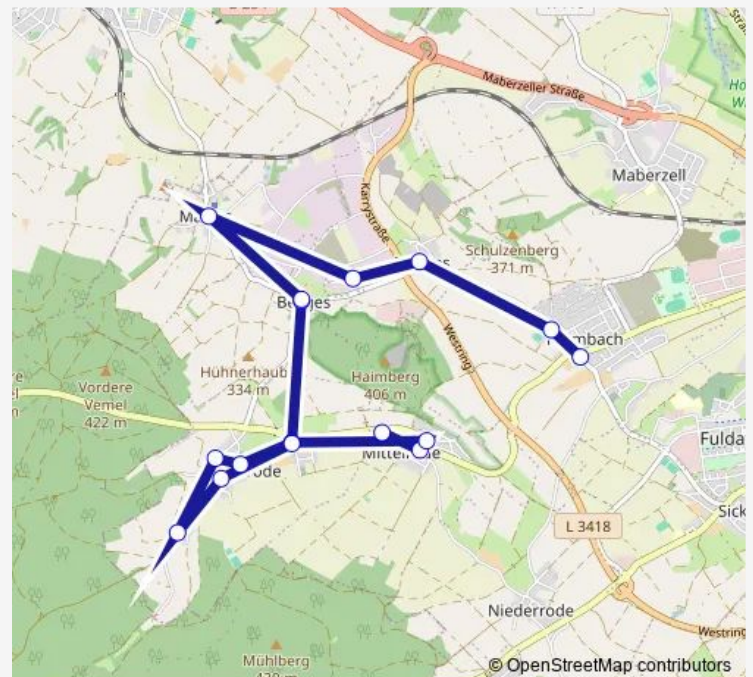 Maberzeller Straße
Maberzell
Karrystraße
Schulzenberg
371 m
Westring
Haimberg
406 m
Hühnerhaub
334 m
Vordere
Vemel
422 m
Fulda
Sick
L 3418
Niederrode
Westring
Mühlberg
© OpenStreetMap contributors